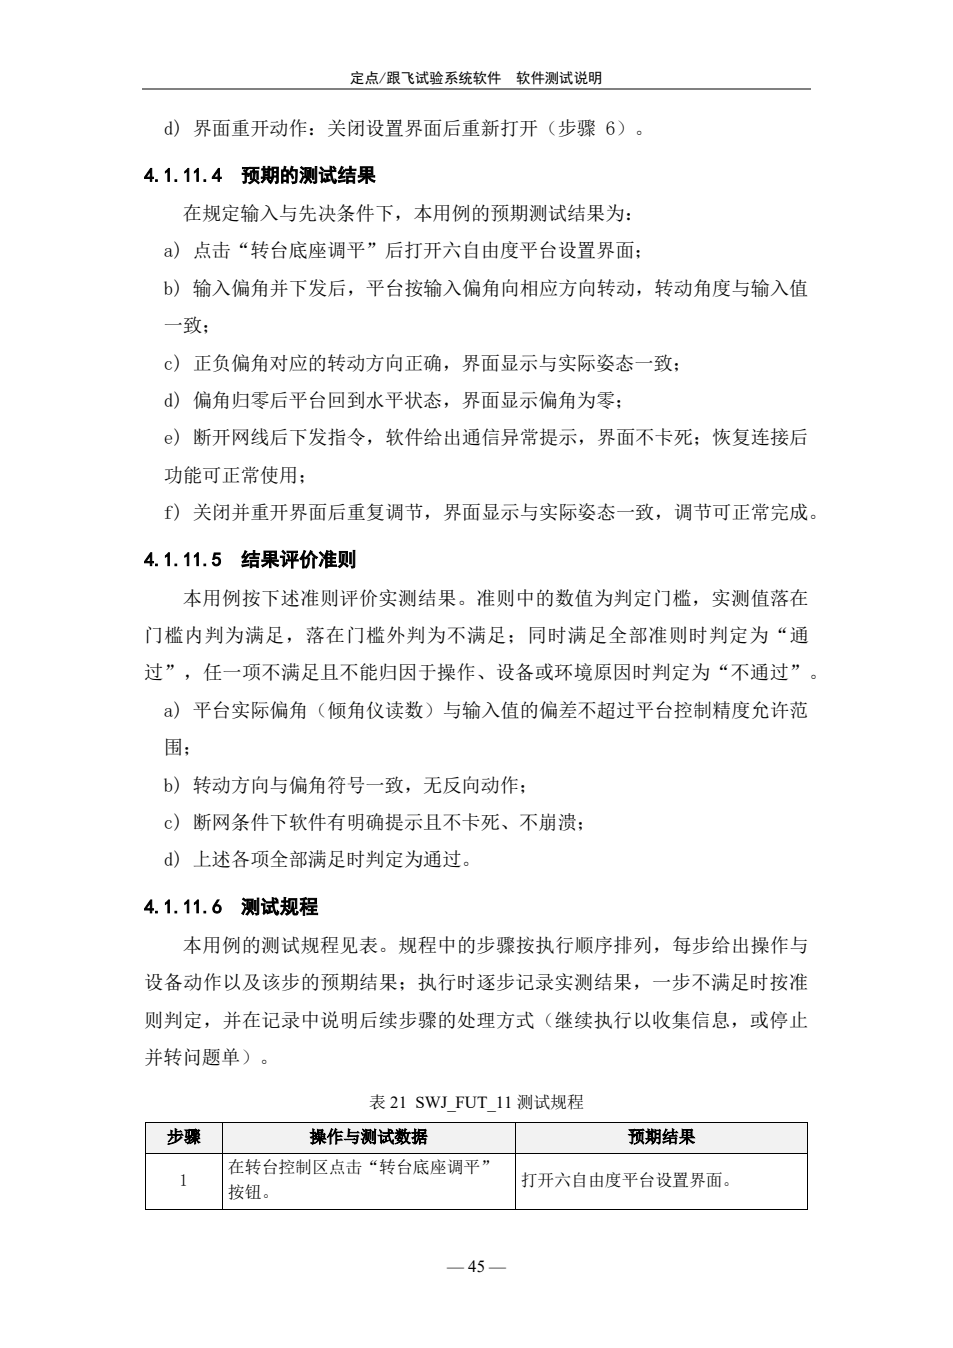 定点/跟飞试验系统软件　软件测试说明
d) 界面重开动作：关闭设置界面后重新打开（步骤 6）。
4.1.11.4 预期的测试结果
在规定输入与先决条件下，本用例的预期测试结果为：
a) 点击“转台底座调平”后打开六自由度平台设置界面；
b) 输入偏角并下发后，平台按输入偏角向相应方向转动，转动角度与输入值
一致；
c) 正负偏角对应的转动方向正确，界面显示与实际姿态一致；
d) 偏角归零后平台回到水平状态，界面显示偏角为零；
e) 断开网线后下发指令，软件给出通信异常提示，界面不卡死；恢复连接后
功能可正常使用；
f) 关闭并重开界面后重复调节，界面显示与实际姿态一致，调节可正常完成。
4.1.11.5 结果评价准则
本用例按下述准则评价实测结果。准则中的数值为判定门槛，实测值落在
门槛内判为满足，落在门槛外判为不满足；同时满足全部准则时判定为“通
过”，任一项不满足且不能归因于操作、设备或环境原因时判定为“不通过”。
a) 平台实际偏角（倾角仪读数）与输入值的偏差不超过平台控制精度允许范
围；
b) 转动方向与偏角符号一致，无反向动作；
c) 断网条件下软件有明确提示且不卡死、不崩溃；
d) 上述各项全部满足时判定为通过。
4.1.11.6 测试规程
本用例的测试规程见表。规程中的步骤按执行顺序排列，每步给出操作与
设备动作以及该步的预期结果；执行时逐步记录实测结果，一步不满足时按准
则判定，并在记录中说明后续步骤的处理方式（继续执行以收集信息，或停止
并转问题单）。
表 21 SWJ_FUT_11 测试规程
步骤 操作与测试数据 预期结果
1 在转台控制区点击“转台底座调平”
按钮。 打开六自由度平台设置界面。
— 45 —